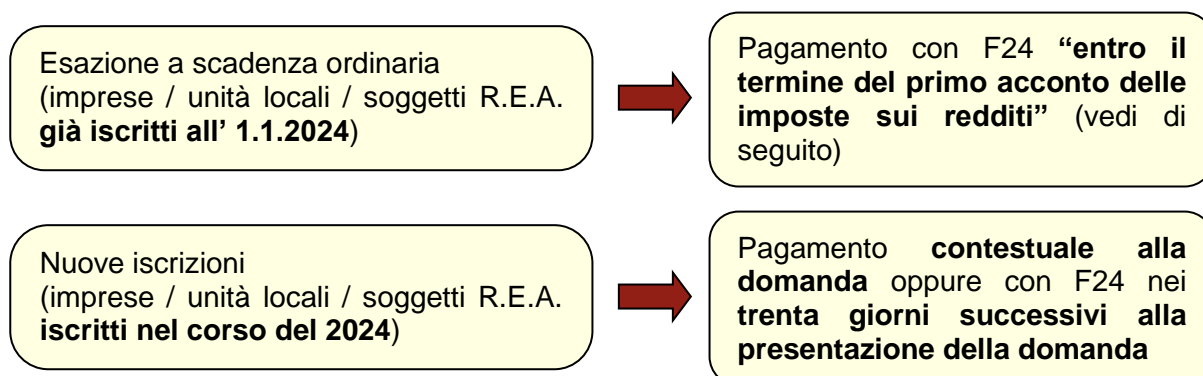 Esazione a scadenza ordinaria
(imprese / unità locali / soggetti R.E.A.
già iscritti all' 1.1.2024)
Pagamento con F24 “entro il
termine del primo acconto delle
imposte sui redditi” (vedi di
seguito)
Nuove iscrizioni
(imprese / unità locali / soggetti R.E.A.
iscritti nel corso del 2024)
Pagamento contestuale alla
domanda oppure con F24 nei
trenta giorni successivi alla
presentazione della domanda